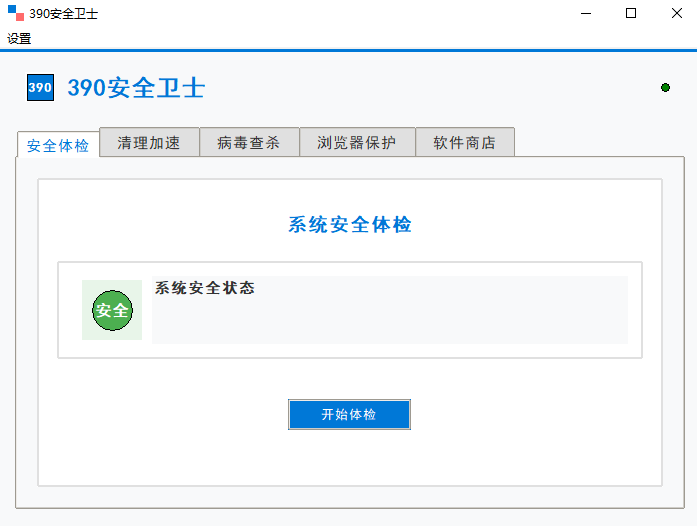 390安全卫士
设置
390 390安全卫士
安全体检 清理加速 病毒查杀 浏览器保护 软件商店
系统安全体检
系统安全状态
安全
开始体检